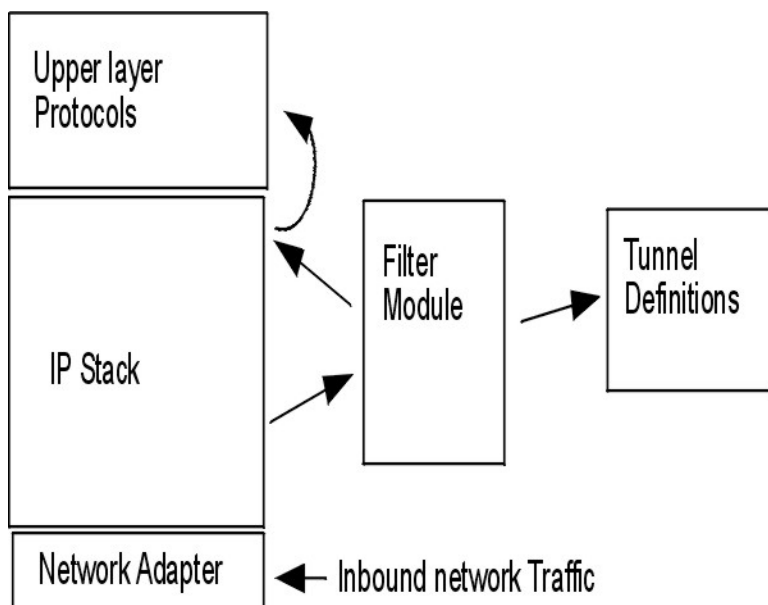 Upper layer
Protocols
Filter
Module
Tunnel
Definitions
IP Stack
Network Adapter
Inbound network Traffic